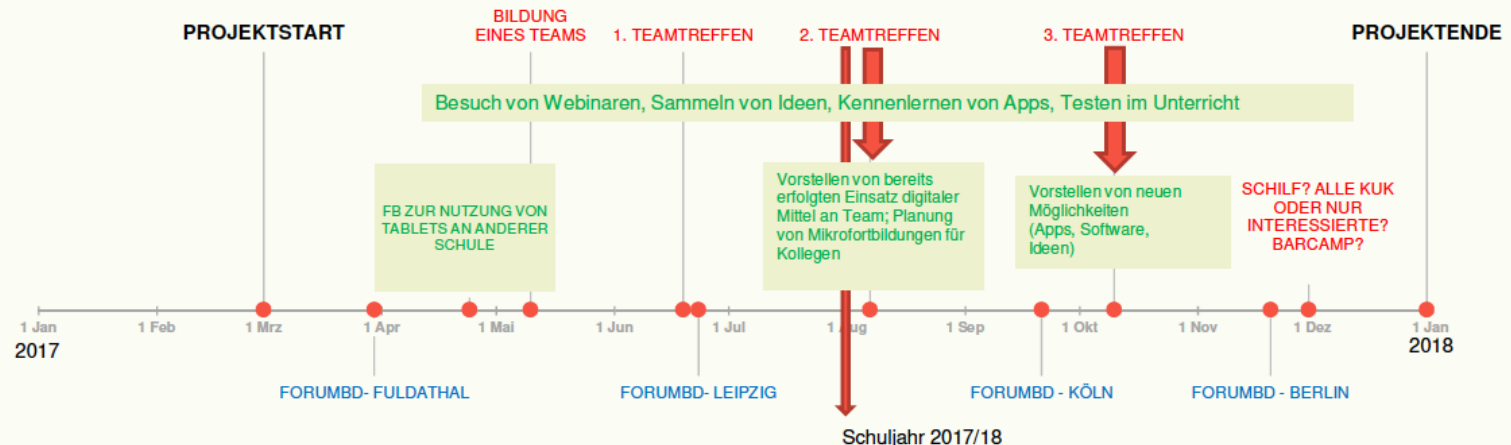 PROJEKTSTART
BILDUNG
EINES TEAMS
1. TEAMTREFFEN
2. TEAMTREFFEN
3. TEAMTREFFEN
PROJEKTENDE
Besuch von Webinaren, Sammeln von Ideen, Kennenlernen von Apps, Testen im Unterricht
FB ZUR NUTZUNG VON
TABLETS AN ANDERER
SCHULE
Vorstellen von bereits
erfolgten Einsatz digitaler
Mittel an Team; Planung
von Mikrofortbildungen für
Kollegen
Vorstellen von neuen
Möglichkeiten
(Apps, Software,
Ideen)
SCHILF? ALLE KUK
ODER NUR
INTERESSIERTE?
BARCAMP?
1 Jan
1 Feb
1 Mrz
1 Apr
1 Mai
1 Jun
1 Jul
1 Aug
1 Sep
1 Okt
1 Nov
1 Dez
1 Jan
2017
2018
FORUMBD- FULDATHAL
FORUMBD- LEIPZIG
FORUMBD - KÖLN
FORUMBD - BERLIN
Schuljahr 2017/18